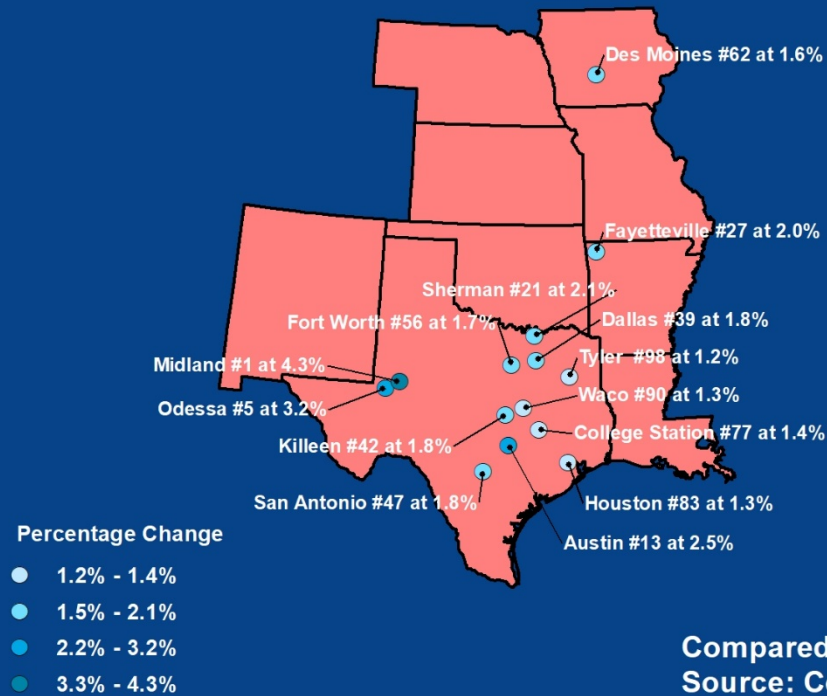 Des Moines #62 at 1.6%
Fayetteville #27 at 2.0%
Sherman #21 at 2.1%
Fort Worth #56 at 1.7%
Dallas #39 at 1.8%
Midland #1 at 4.3%
Tyler #98 at 1.2%
Odessa #5 at 3.2%
Waco #90 at 1.3%
Killeen #42 at 1.8%
College Station #77 at 1.4%
San Antonio #47 at 1.8%
Houston #83 at 1.3%
Austin #13 at 2.5%
Percentage Change
1.2% - 1.4%
1.5% - 2.1%
2.2% - 3.2%
3.3% - 4.3%
Compared
Source: